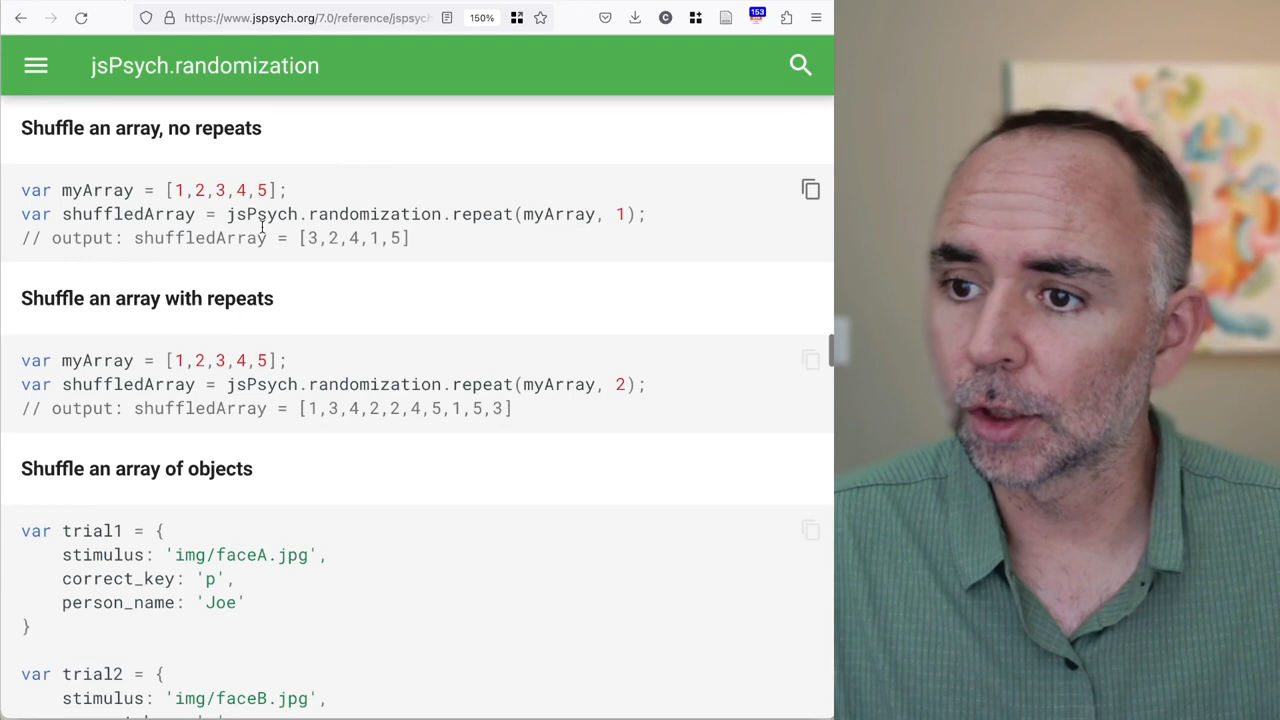 https://www.jspsych.org/7.0/reference/jspsyc
150%
153
jsPsych.randomization
Shuffle an array, no repeats
var myArray = [1,2,3,4,5];
var shuffledArray = jsPsych.randomization.repeat(myArray, 1);
// output: shuffledArray = [3,2,4,1,5]
Shuffle an array with repeats
var myArray = [1,2,3,4,5];
var shuffledArray = jsPsych.randomization.repeat(myArray, 2);
// output: shuffledArray = [1,3,4,2,2,4,5,1,5,3]
Shuffle an array of objects
var trial1 = {
stimulus: 'img/faceA.jpg',
correct_key: 'p',
person_name: 'Joe'
}
var trial2 = {
stimulus: 'img/faceB.jpg',